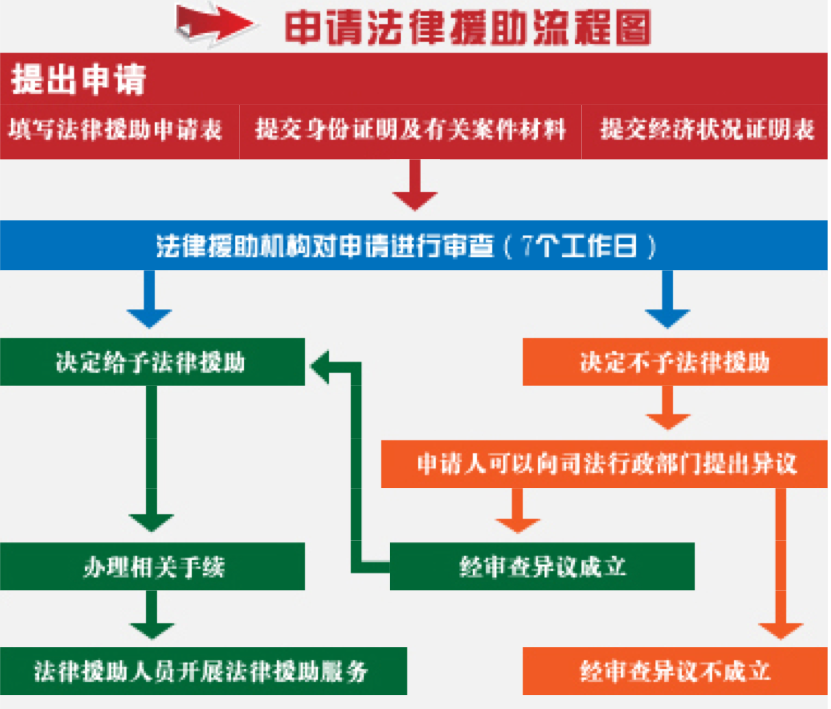 申请法律援助流程图
提出申请
填写法律援助申请表
提交身份证明及有关案件材料
提交经济状况证明表
法律援助机构对申请进行审查（7个工作日）
决定给予法律援助
决定不予法律援助
申请人可以向司法行政部门提出异议
办理相关手续
经审查异议成立
法律援助人员开展法律援助服务
经审查异议不成立